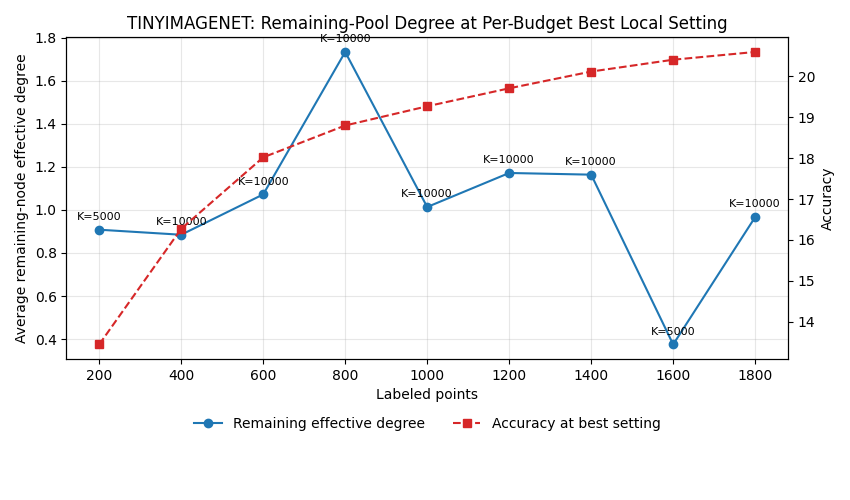 TINYIMAGENET: Remaining-Pool Degree at Per-Budget Best Local Setting
Average remaining-node effective degree
1.8
1.6
1.4
1.2
1.0
0.8
0.6
0.4
K=5000
K=10000
K=10000
K=10000
K=10000
K=10000
K=10000
K=5000
K=10000
20
19
18
17
16
15
14
Accuracy
200 400 600 800 1000 1200 1400 1600 1800
Labeled points
Remaining effective degree Accuracy at best setting